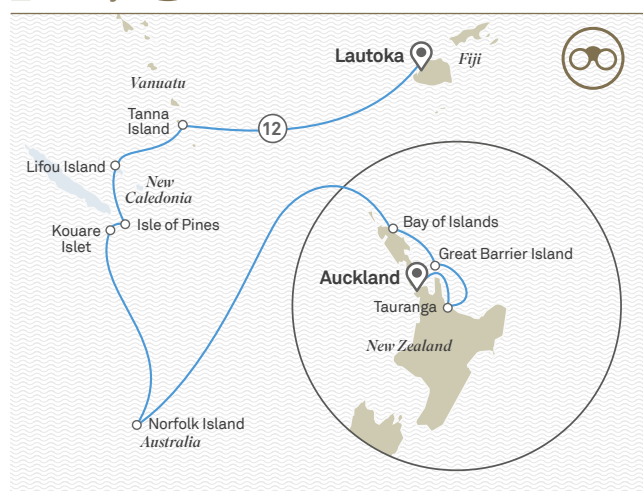 Lautoka
Fiji
Vanuatu
Tanna
Island
12
Lifou Island
New
Caledonia
Isle of Pines
Kouare
Islet
Bay of Islands
Great Barrier Island
Auckland
Tauranga
New Zealand
Norfolk Island
Australia